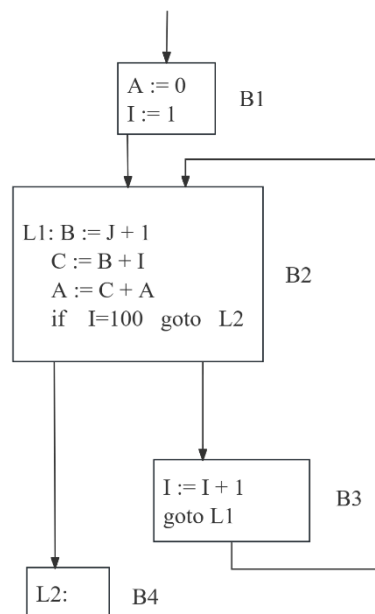 A := 0
I := 1
B1
L1: B := J + 1
C := B + I
A := C + A
if I=100 goto L2
B2
I := I + 1
goto L1
B3
L2:
B4